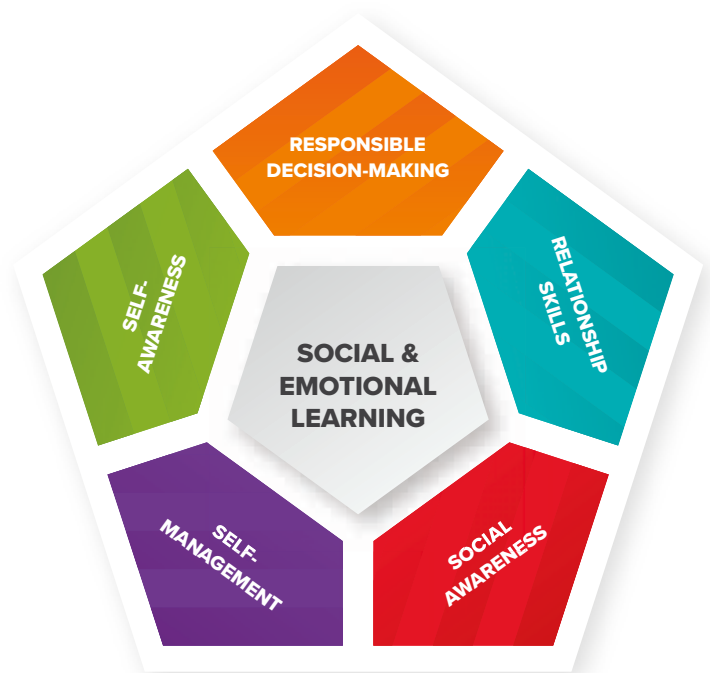 RESPONSIBLE
DECISION-MAKING
SELF-
AWARENESS
RELATIONSHIP
SKILLS
SOCIAL &
EMOTIONAL
LEARNING
SELF-
MANAGEMENT
SOCIAL
AWARENESS